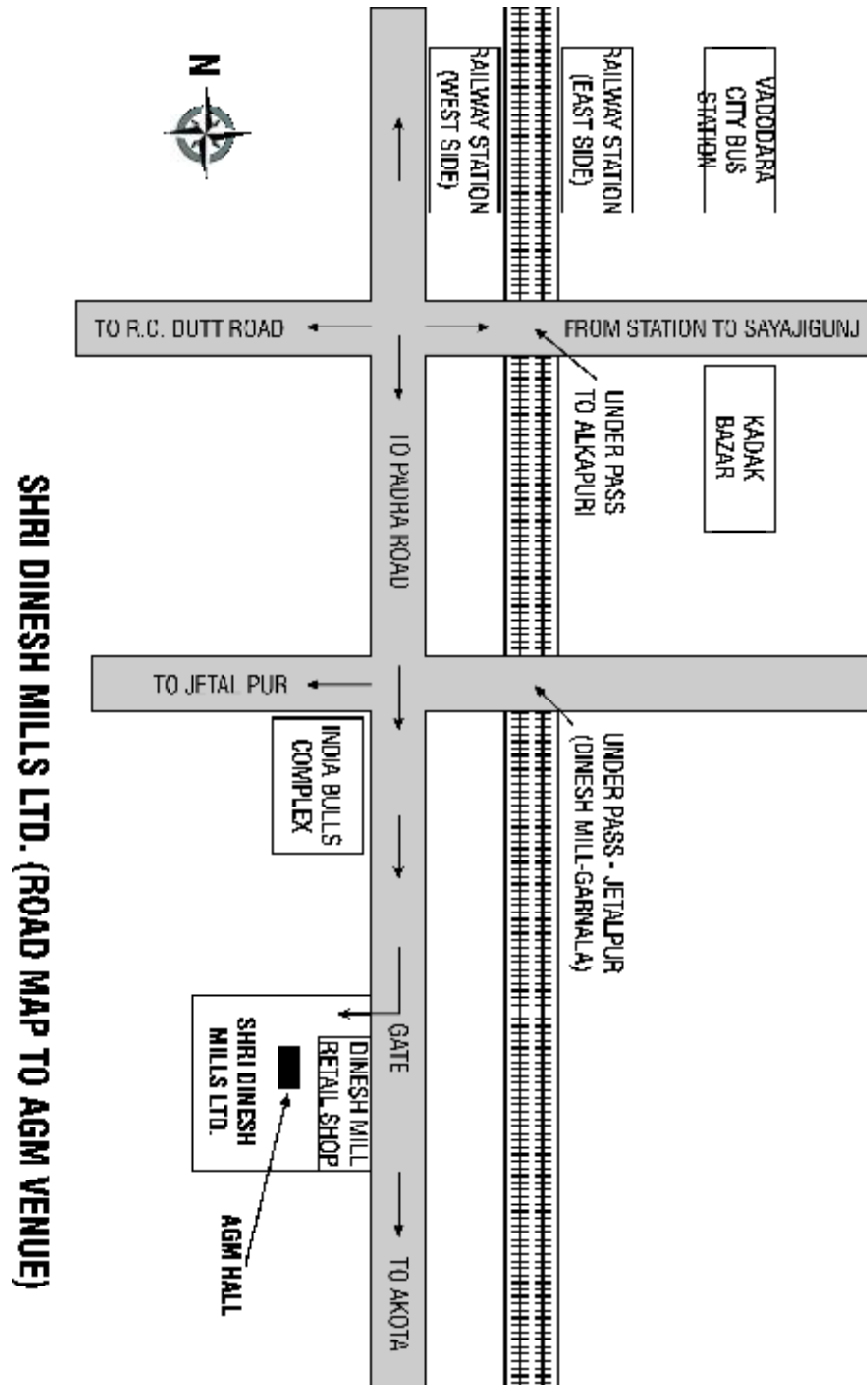 N
RAILWAY STATION
(WEST SIDE)
RAILWAY STATION
(EAST SIDE)
VADODARA
CITY BUS
STATION
TO R.C. DUTT ROAD
FROM STATION TO SAYAJIGUNJ
UNDER PASS
TO ALKAPURI
KADAK
BAZAR
TO PADRA ROAD
TO JETAL PUR
INDIA BULLS
COMPLEX
UNDER PASS - JETALPUR
(DINESH MILL-GARNALA)
GATE
DINESH MILL
RETAIL SHOP
SHRI DINESH
MILLS LTD.
AGM HALL
TO AKOTA
SHRI DINESH MILLS LTD. (ROAD MAP TO AGM VENUE)